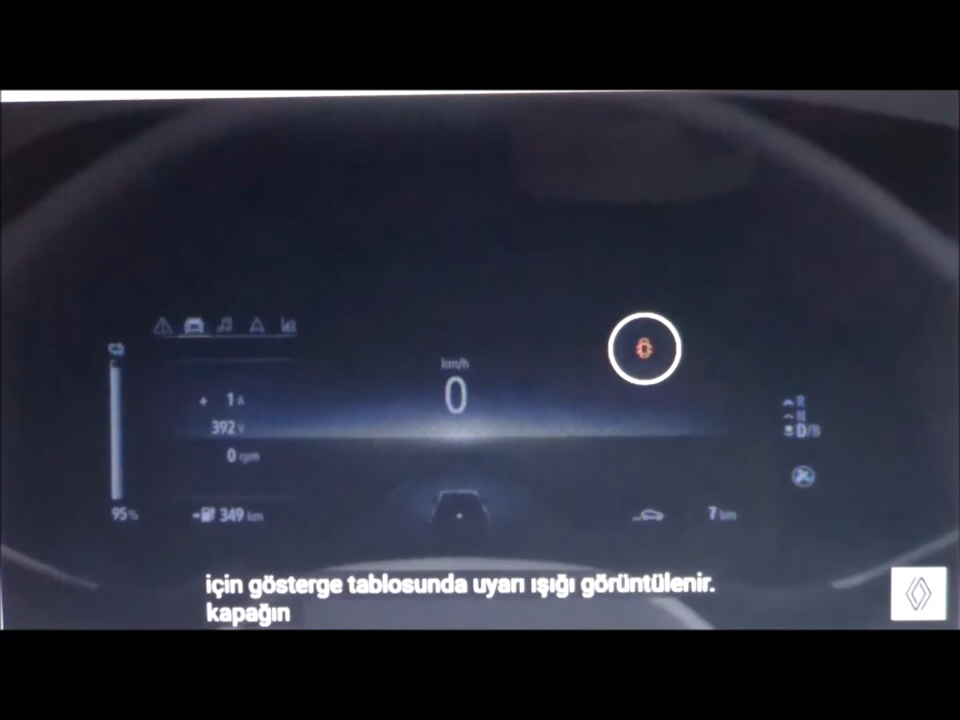 km/h
0
+ 1 A
392 V
0 rpm
95%
349 km
7 km
R
N
D/B
için gösterge tablosunda uyarı ışığı görüntülenir.
kapağın